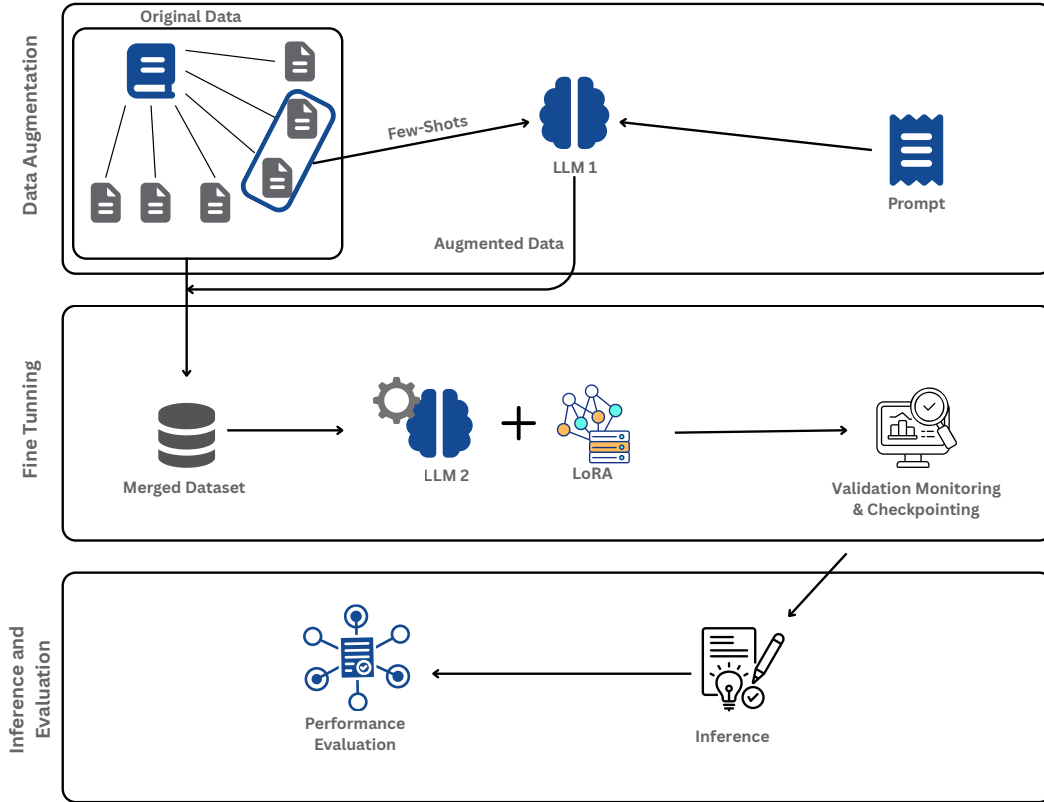 Original Data
Data Augmentation
Few-Shots
LLM 1
Prompt
Augmented Data
Fine Tunning
Merged Dataset
LLM 2
LoRA
Validation Monitoring
& Checkpointing
Inference and
Evaluation
Performance
Evaluation
Inference